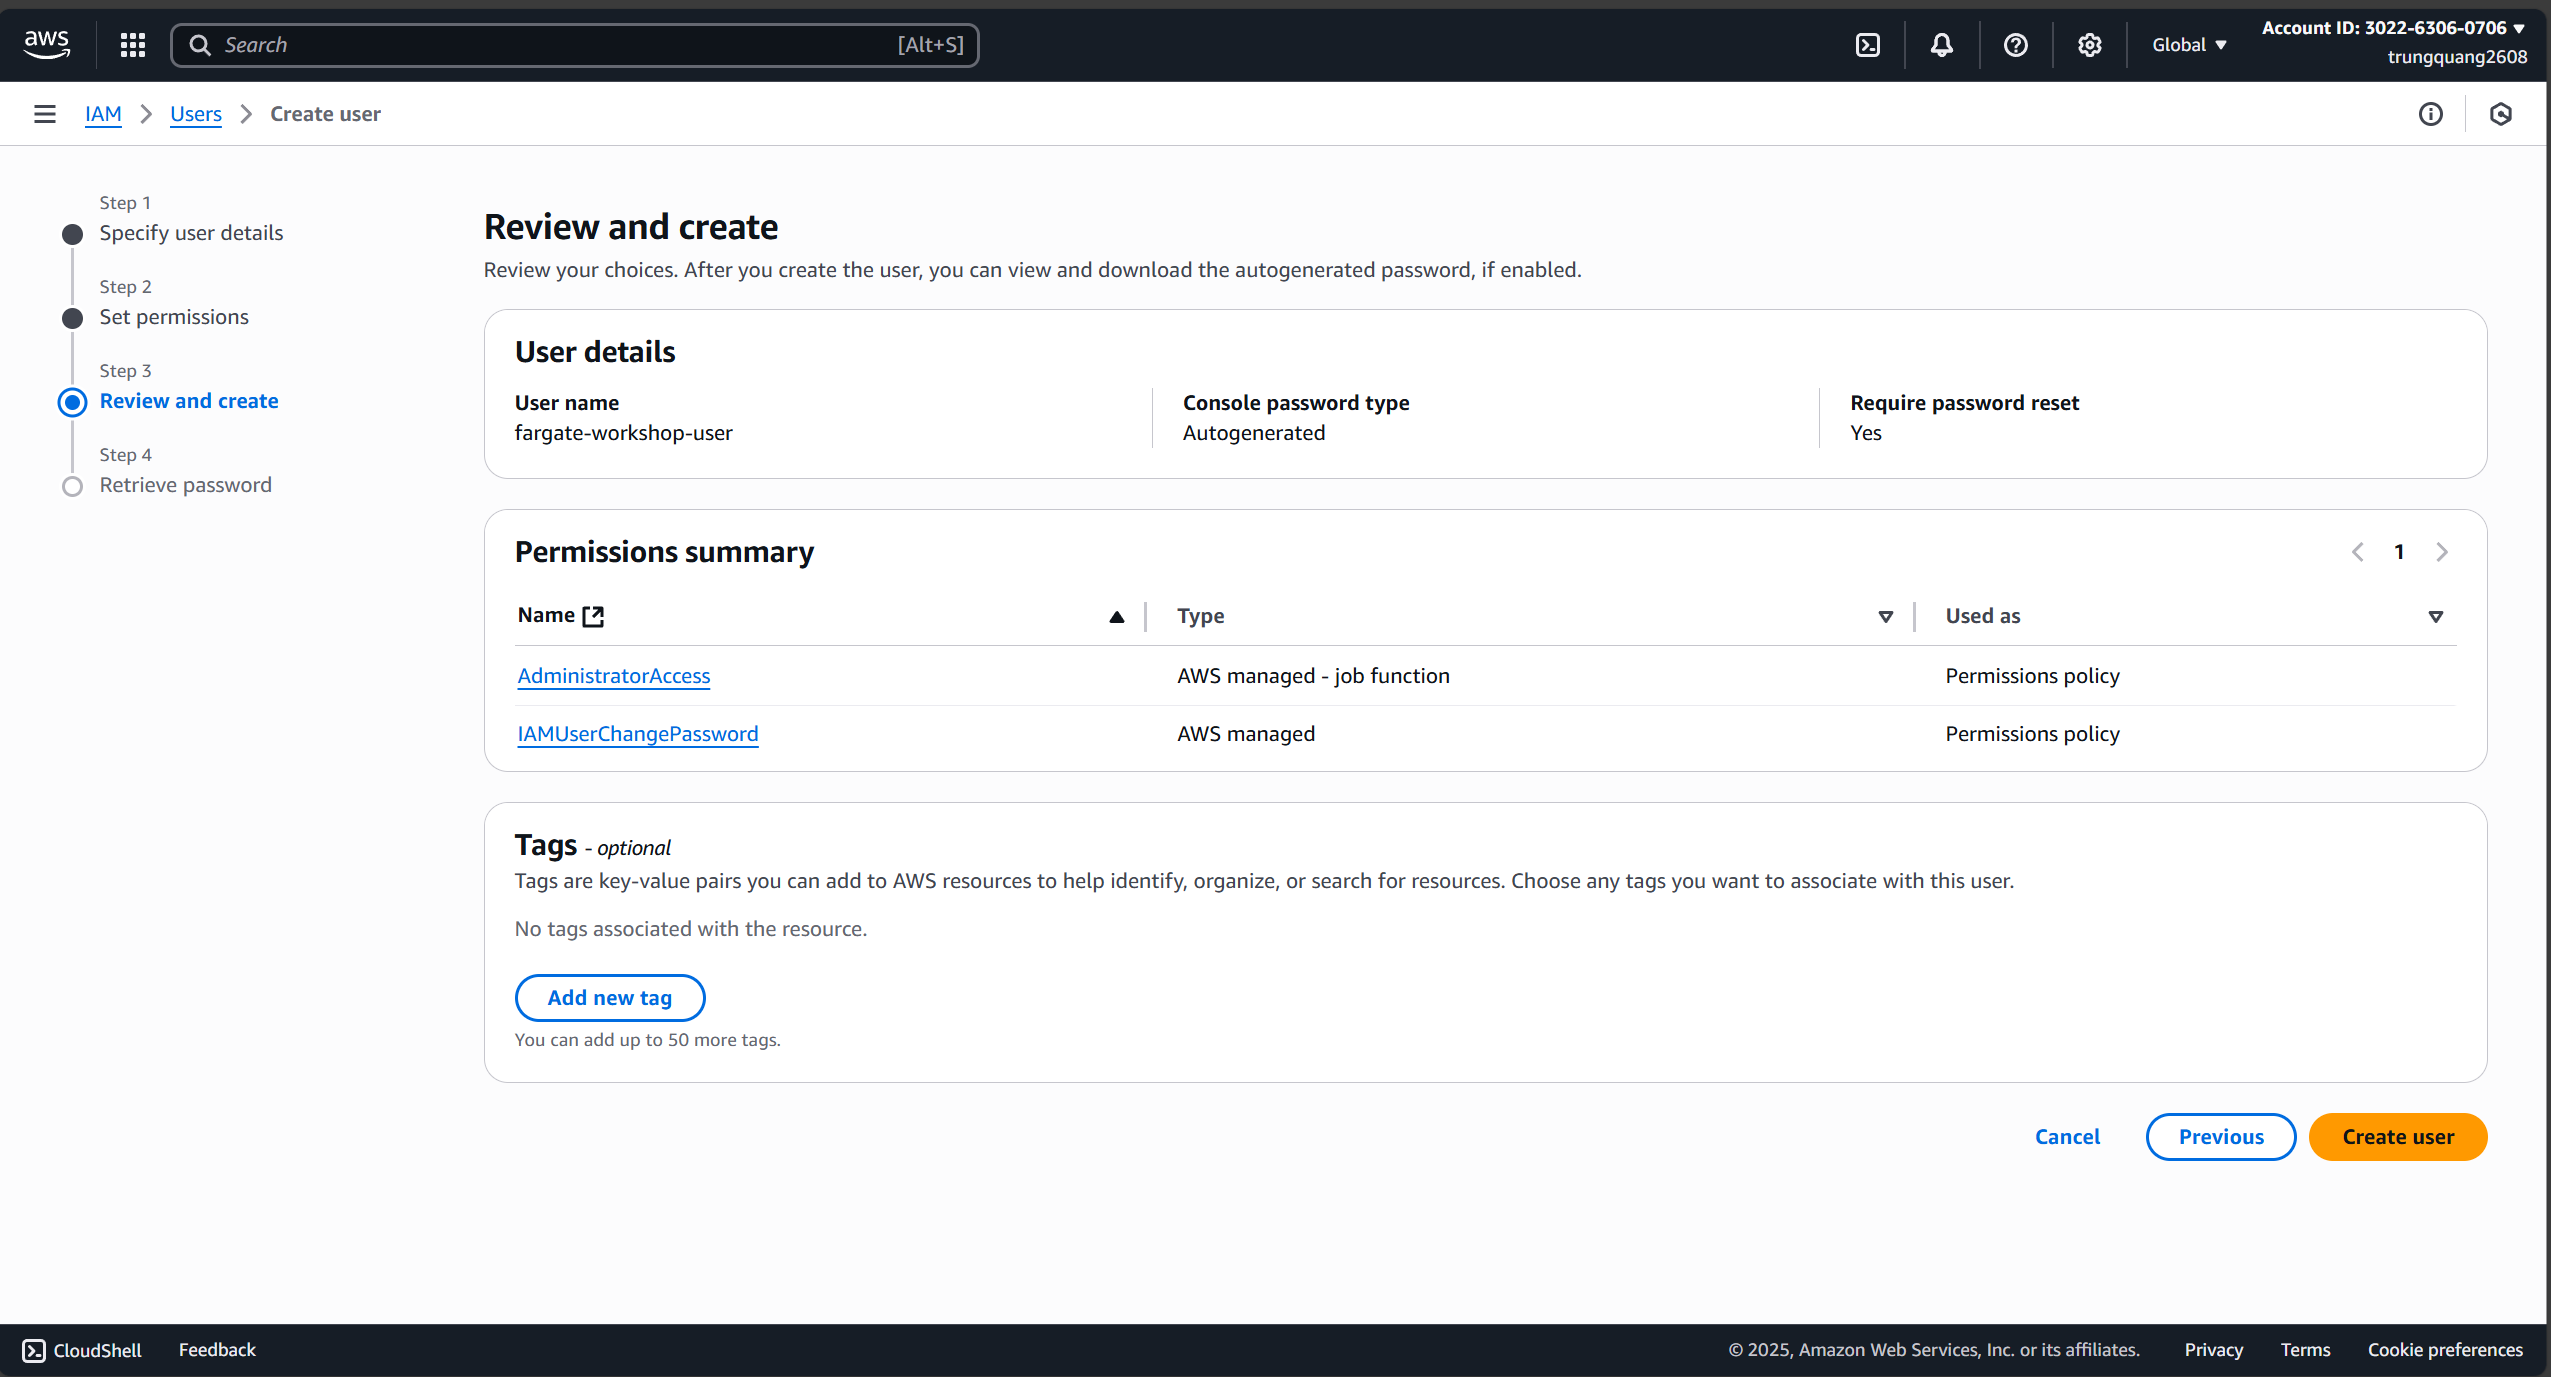 aws
Search
[Alt+S]
Global
Account ID: 3022-6306-0706
trungquang2608
IAM
Users
Create user
Step 1
Specify user details
Step 2
Set permissions
Step 3
Review and create
Step 4
Retrieve password
Review and create
Review your choices. After you create the user, you can view and download the autogenerated password, if enabled.
User details
User name
fargate-workshop-user
Console password type
Autogenerated
Require password reset
Yes
Permissions summary
1
Name
Type
Used as
AdministratorAccess
AWS managed - job function
Permissions policy
IAMUserChangePassword
AWS managed
Permissions policy
Tags - optional
Tags are key-value pairs you can add to AWS resources to help identify, organize, or search for resources. Choose any tags you want to associate with this user.
No tags associated with the resource.
Add new tag
You can add up to 50 more tags.
Cancel
Previous
Create user
CloudShell
Feedback
© 2025, Amazon Web Services, Inc. or its affiliates.
Privacy
Terms
Cookie preferences